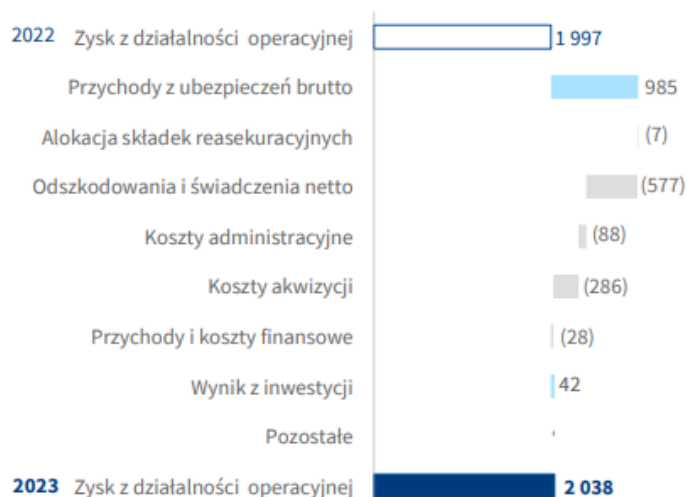 2022 Zysk z działalności operacyjnej 1 997
Przychody z ubezpieczeń brutto 985
Alokacja składek reasekuracyjnych (7)
Odszkodowania i świadczenia netto (577)
Koszty administracyjne (88)
Koszty akwizycji (286)
Przychody i koszty finansowe (28)
Wynik z inwestycji 42
Pozostałe
2023 Zysk z działalności operacyjnej 2 038